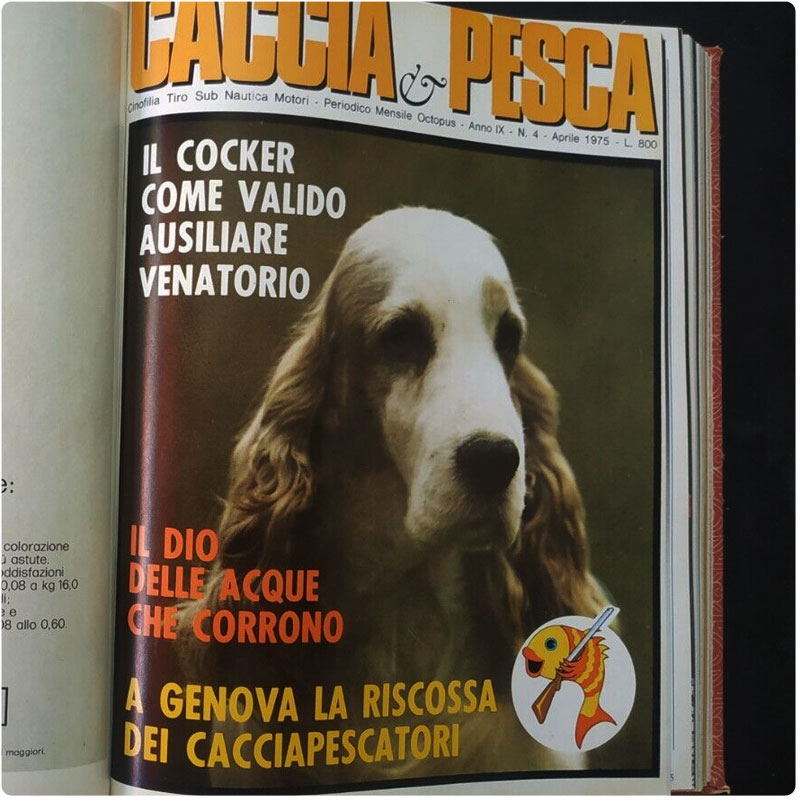 CACCIA & PESCA
Cinofilia Tiro Sub Nautica Motori - Periodico Mensile Octopus - Anno IX - N. 4 - Aprile 1975 - L. 800
IL COCKER
COME VALIDO
AUSILIARE
VENATORIO
IL DIO
DELLE ACQUE
CHE CORRONO
A GENOVA LA RISCOSSA
DEI CACCIAPESCATORI
e:
colorazione
ù astute.
oddisfazioni
0,08 a kg 16,0
li;
e e
08 allo 0,60.
maggiori.